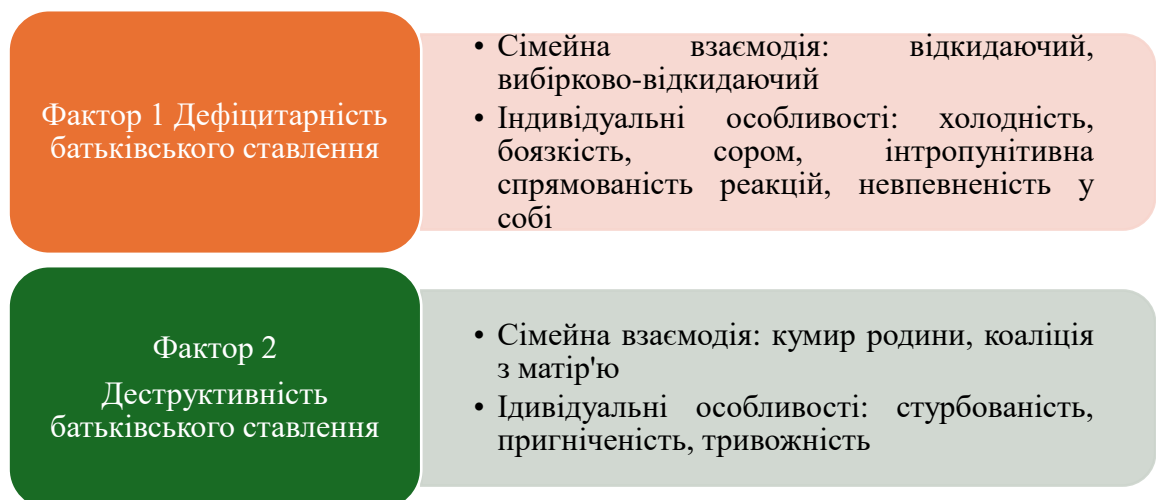 Фактор 1 Дефіцитарність
батьківського ставлення
• Сімейна взаємодія: відкидаючий,
вибірково-відкидаючий
• Індивідуальні особливості: холодність,
боязкість, сором, інтропунітивна
спрямованість реакцій, невпевненість у
собі
Фактор 2
Деструктивність
батьківського ставлення
• Сімейна взаємодія: кумир родини, коаліція
з матір'ю
• Ідивідуальні особливості: стурбованість,
пригніченість, тривожність